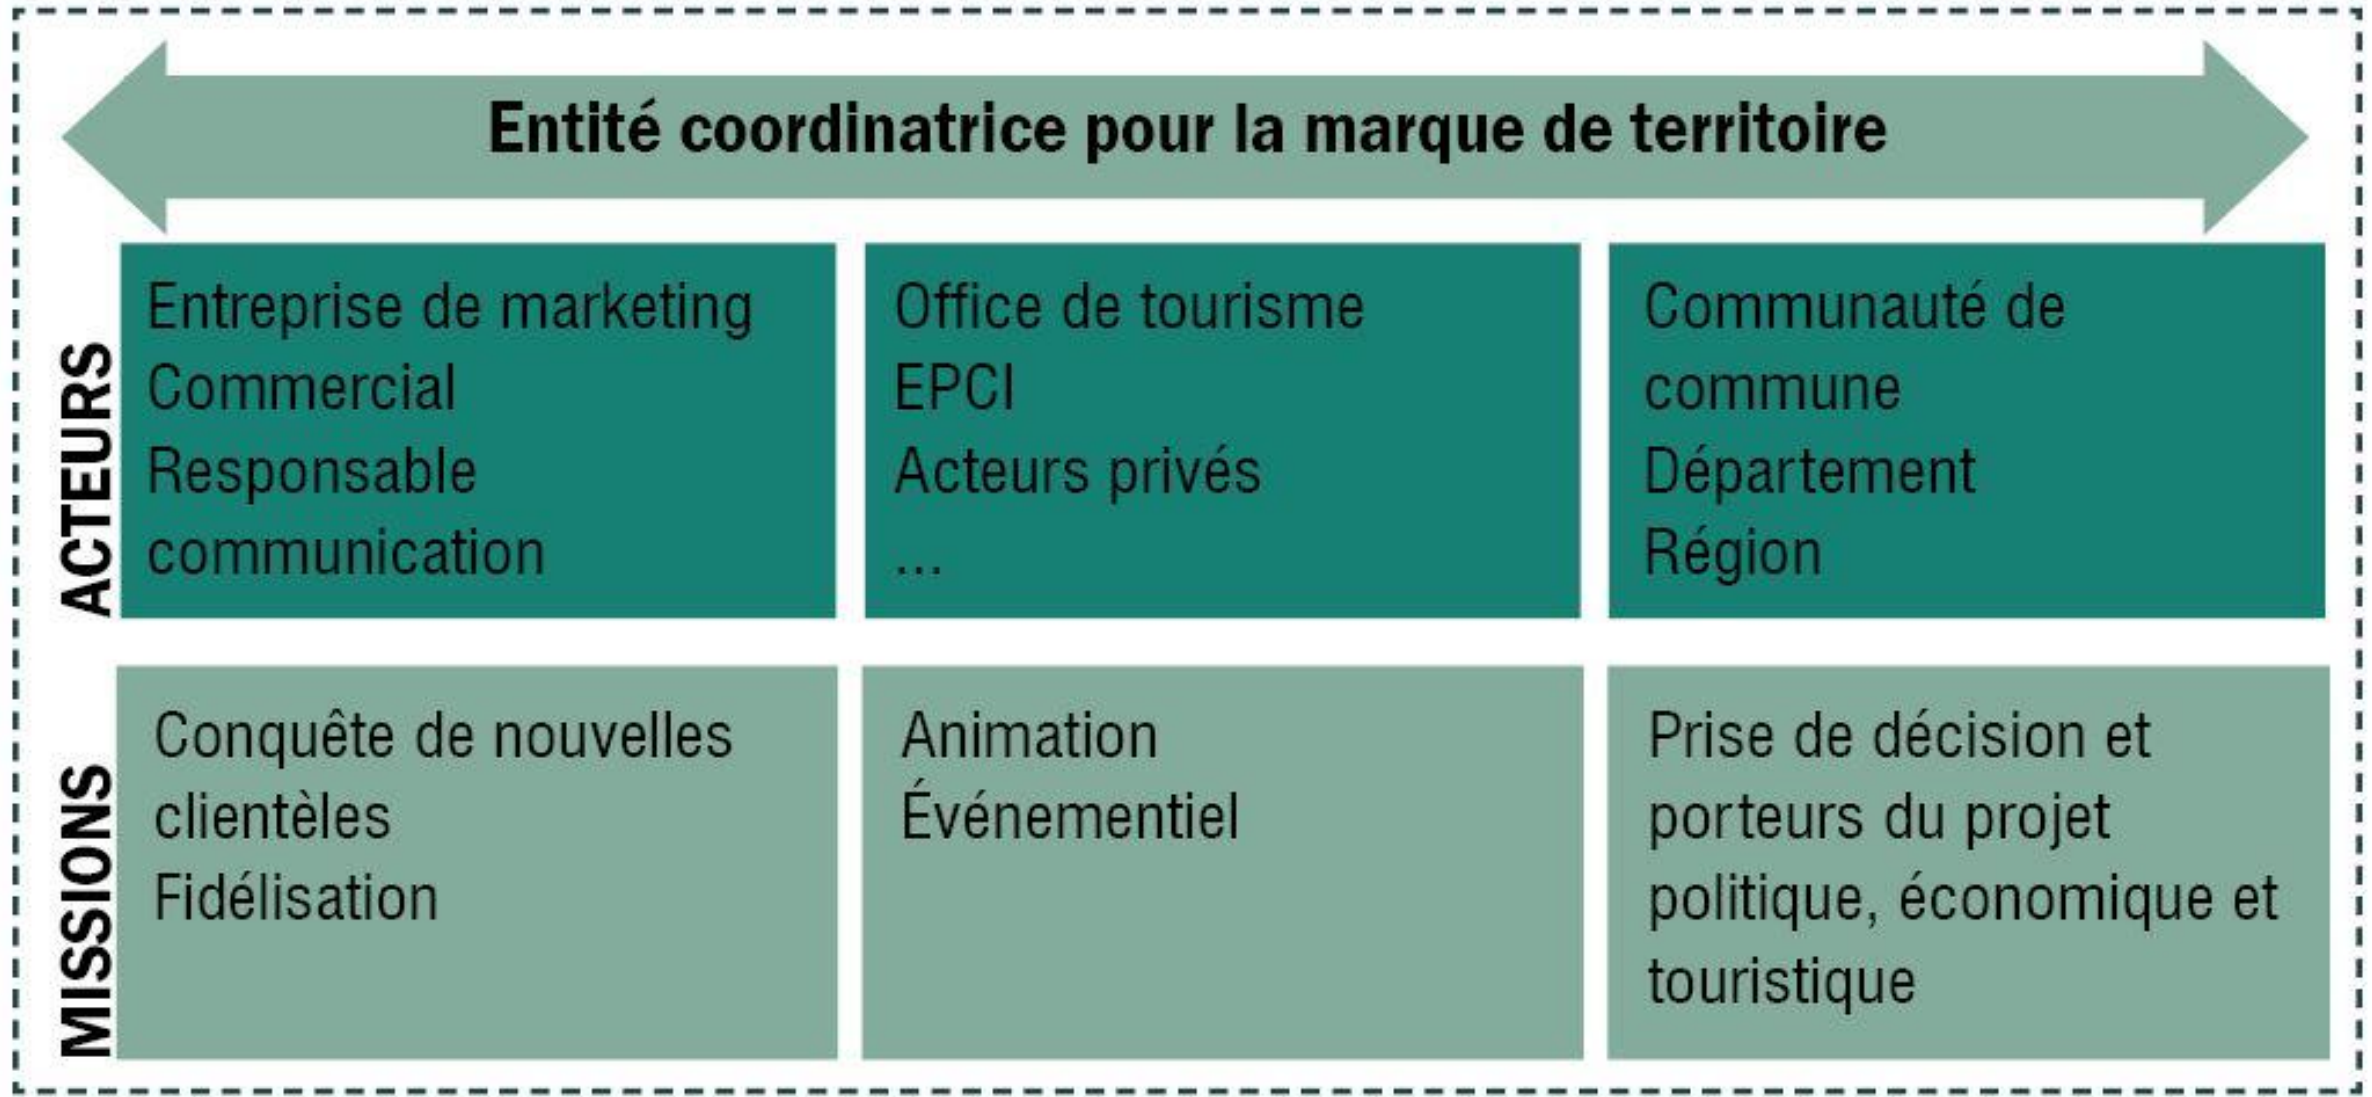 Entité coordinatrice pour la marque de territoire
ACTEURS
Entreprise de marketing
Commercial
Responsable
communication
Office de tourisme
EPCI
Acteurs privés
...
Communauté de
commune
Département
Région
MISSIONS
Conquête de nouvelles
clientèles
Fidélisation
Animation
Événementiel
Prise de décision et
porteurs du projet
politique, économique et
touristique